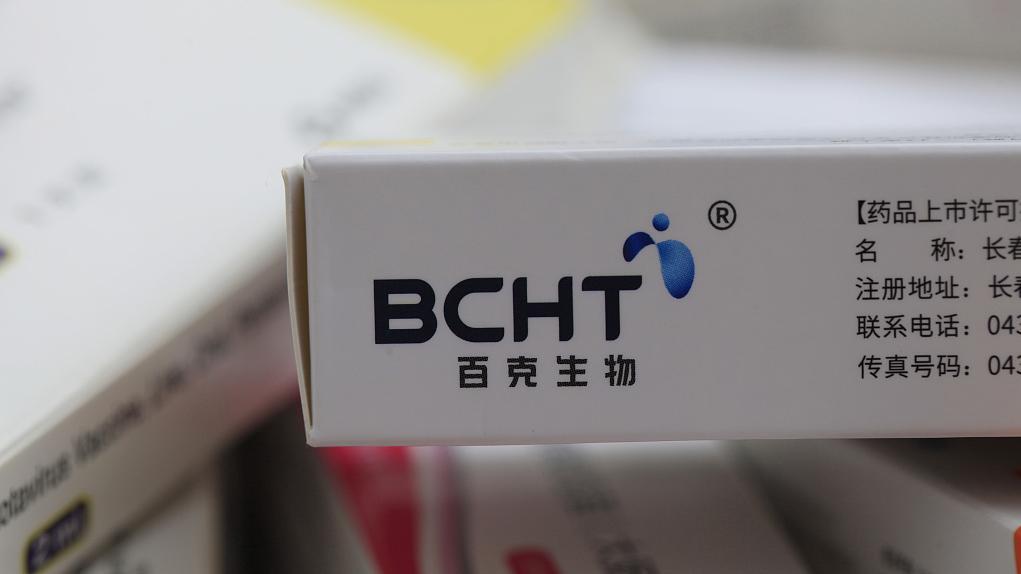 BCHT®
百克生物
【药品上市许可
名 称：长春
注册地址：长春
联系电话：043
传真号码：043
Vaccine